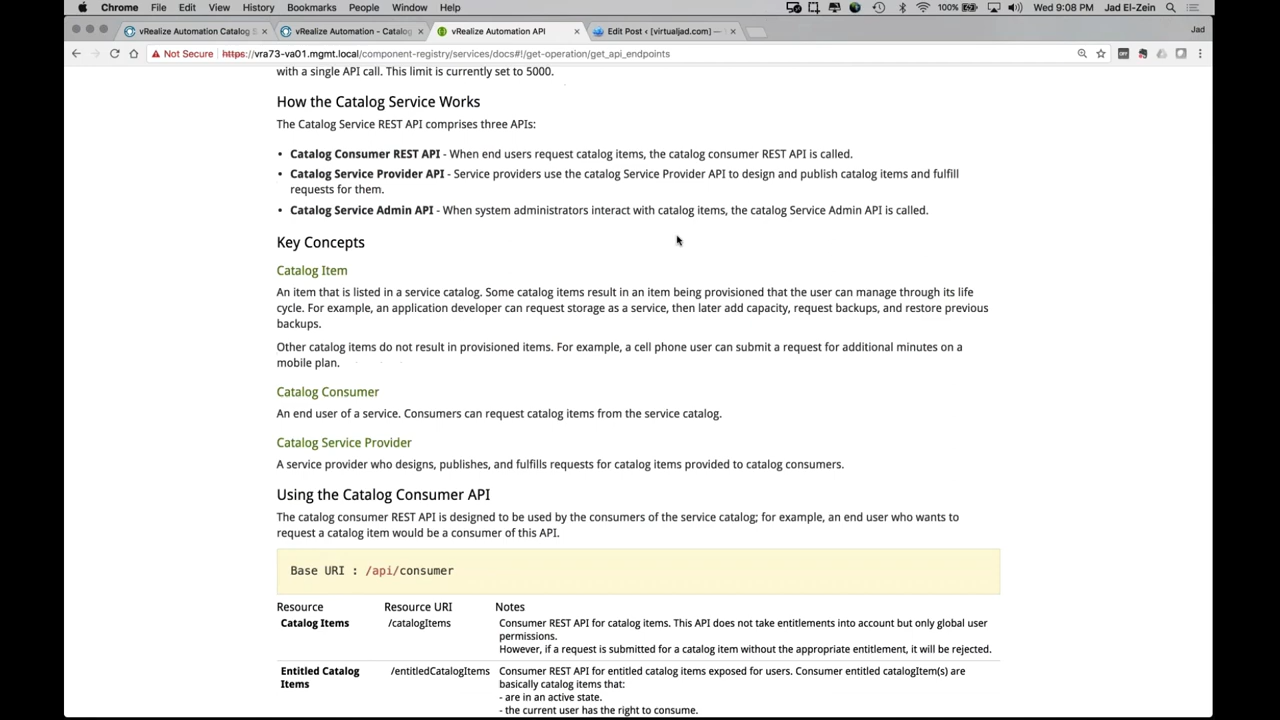 Chrome File Edit View History Bookmarks People Window Help 100% Wed 9:08 PM Jad El-Zein
vRealize Automation Catalog S × vRealize Automation - Catalog × vRealize Automation API × Edit Post ‹ [virtualjad.com] — × Jad
Not Secure https://vra73-va01.mgmt.local/component-registry/services/docs#!/get-operation/get_api_endpoints
with a single API call. This limit is currently set to 5000.
How the Catalog Service Works
The Catalog Service REST API comprises three APIs:
• Catalog Consumer REST API - When end users request catalog items, the catalog consumer REST API is called.
• Catalog Service Provider API - Service providers use the catalog Service Provider API to design and publish catalog items and fulfill
requests for them.
• Catalog Service Admin API - When system administrators interact with catalog items, the catalog Service Admin API is called.
Key Concepts
Catalog Item
An item that is listed in a service catalog. Some catalog items result in an item being provisioned that the user can manage through its life
cycle. For example, an application developer can request storage as a service, then later add capacity, request backups, and restore previous
backups.
Other catalog items do not result in provisioned items. For example, a cell phone user can submit a request for additional minutes on a
mobile plan.
Catalog Consumer
An end user of a service. Consumers can request catalog items from the service catalog.
Catalog Service Provider
A service provider who designs, publishes, and fulfills requests for catalog items provided to catalog consumers.
Using the Catalog Consumer API
The catalog consumer REST API is designed to be used by the consumers of the service catalog; for example, an end user who wants to
request a catalog item would be a consumer of this API.
Base URI : /api/consumer
Resource Resource URI Notes
Catalog Items /catalogItems Consumer REST API for catalog items. This API does not take entitlements into account but only global user
permissions.
However, if a request is submitted for a catalog item without the appropriate entitlement, it will be rejected.
Entitled Catalog /entitledCatalogItems Consumer REST API for entitled catalog items exposed for users. Consumer entitled catalogItem(s) are
Items basically catalog items that:
- are in an active state.
- the current user has the right to consume.